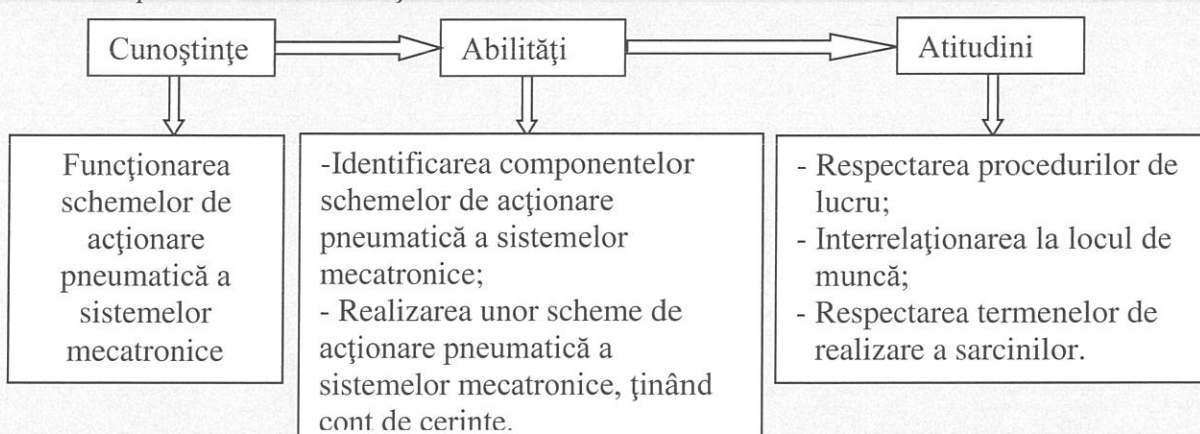 Cunoştinţe
Abilităţi
Atitudini
Funcţionarea
schemelor de
acţionare
pneumatică a
sistemelor
mecatronice
-Identificarea componentelor
schemelor de acţionare
pneumatică a sistemelor
mecatronice;
- Realizarea unor scheme de
acţionare pneumatică a
sistemelor mecatronice, ţinând
cont de cerinţe.
- Respectarea procedurilor de
lucru;
- Interrelaţionarea la locul de
muncă;
- Respectarea termenelor de
realizare a sarcinilor.